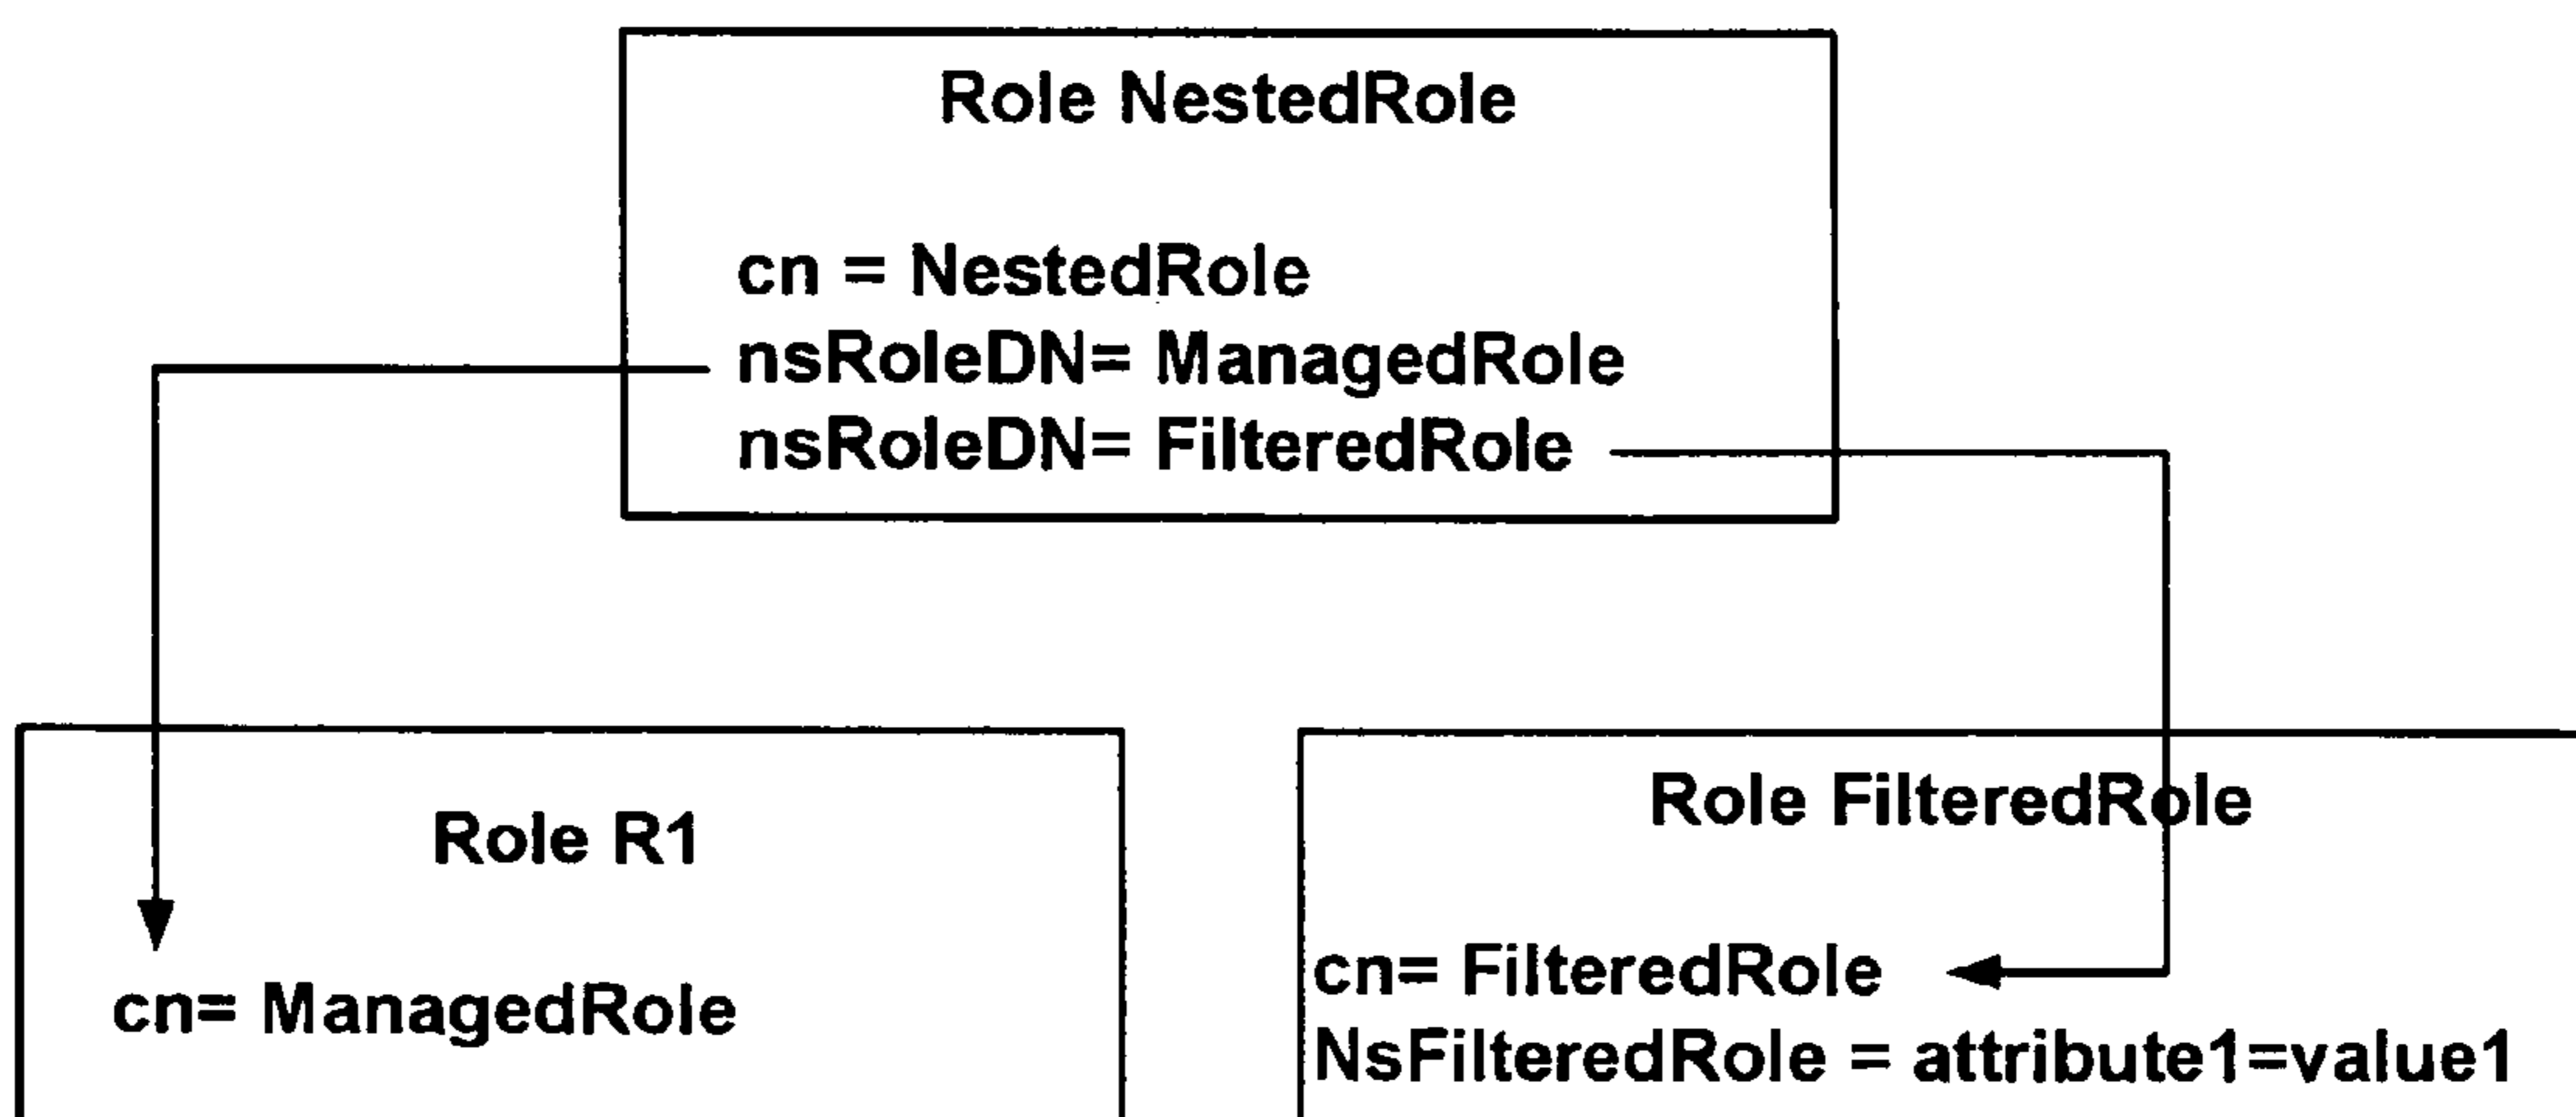 Role NestedRole
cn = NestedRole
nsRoleDN= ManagedRole
nsRoleDN= FilteredRole
Role R1
cn= ManagedRole
Role FilteredRole
cn= FilteredRole
NsFilteredRole = attribute1=value1